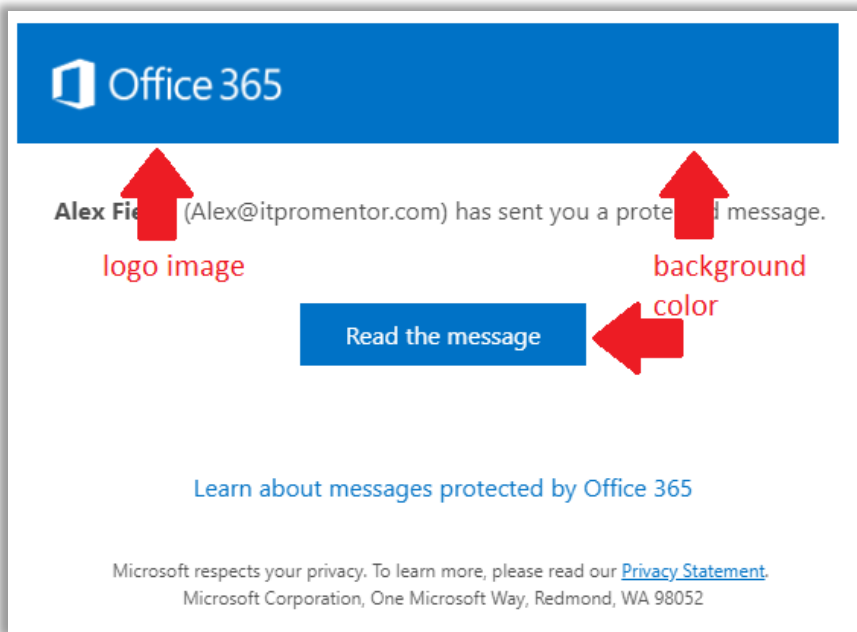 Office 365
Alex Fie (Alex@itpromentor.com) has sent you a prote d message.
logo image
background
color
Read the message
Learn about messages protected by Office 365
Microsoft respects your privacy. To learn more, please read our Privacy Statement.
Microsoft Corporation, One Microsoft Way, Redmond, WA 98052